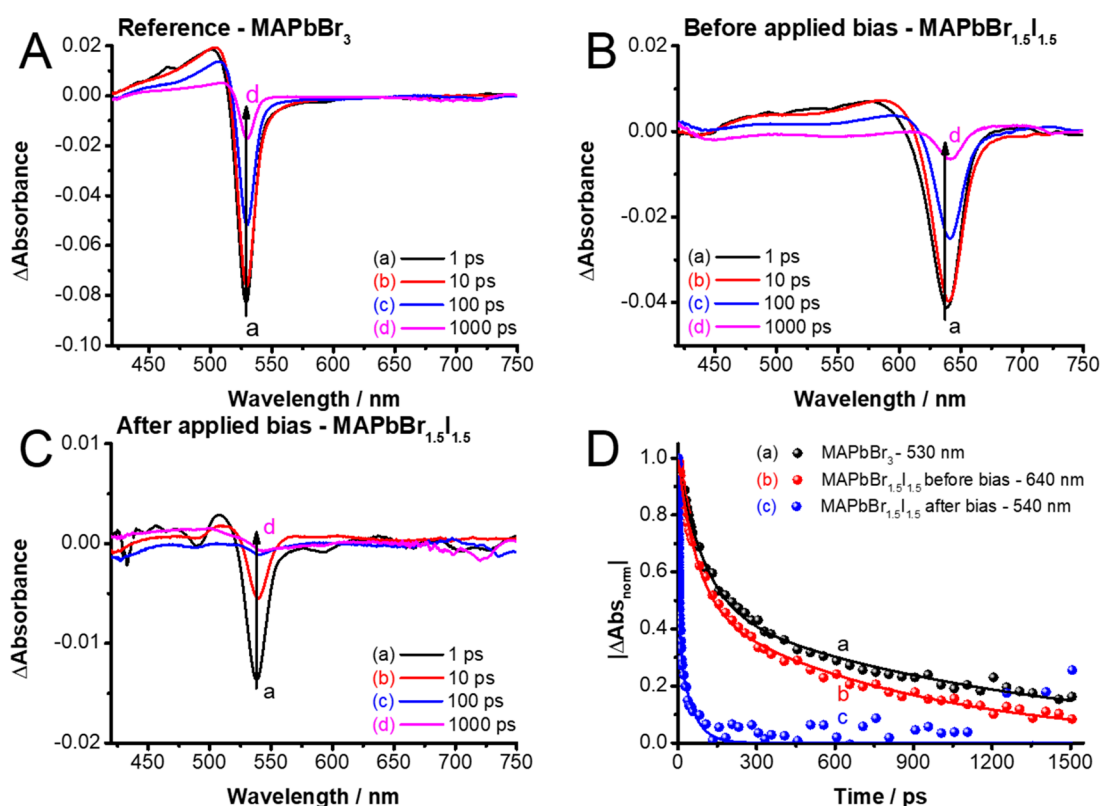 A
Reference - MAPbBr3
0.02
0.00
-0.02
-0.04
-0.06
-0.08
-0.10
ΔAbsorbance
d
a
(a) 1 ps
(b) 10 ps
(c) 100 ps
(d) 1000 ps
450 500 550 600 650 700 750
Wavelength / nm
B
Before applied bias - MAPbBr1.5I1.5
0.02
0.00
-0.02
-0.04
ΔAbsorbance
d
a
(a) 1 ps
(b) 10 ps
(c) 100 ps
(d) 1000 ps
450 500 550 600 650 700 750
Wavelength / nm
C
After applied bias - MAPbBr1.5I1.5
0.01
0.00
-0.01
-0.02
ΔAbsorbance
d
a
(a) 1 ps
(b) 10 ps
(c) 100 ps
(d) 1000 ps
450 500 550 600 650 700 750
Wavelength / nm
D
1.0
0.8
0.6
0.4
0.2
0.0
|ΔAbsnorm|
(a) MAPbBr3 - 530 nm
(b) MAPbBr1.5I1.5 before bias - 640 nm
(c) MAPbBr1.5I1.5 after bias - 540 nm
a
b
c
0 300 600 900 1200 1500
Time / ps